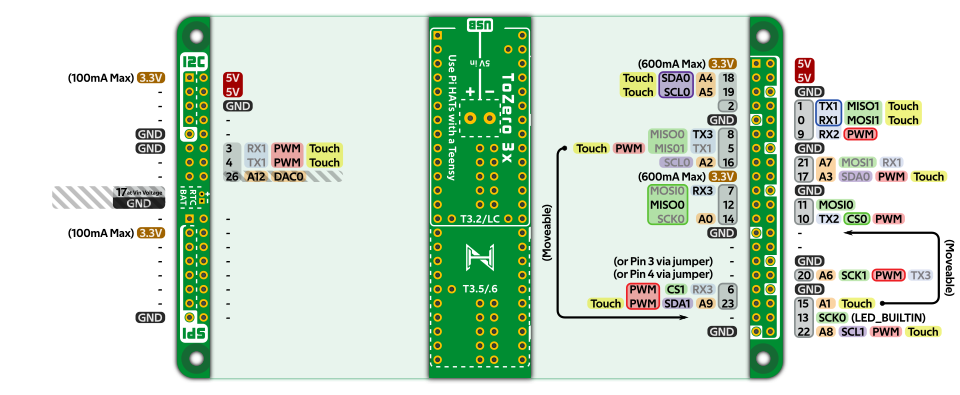 I2C
(100mA Max) 3.3V
-
-
-
GND
GND
-
-
17 at Vin Voltage
GND
-
(100mA Max) 3.3V
-
-
-
-
-
GND
SPI
RTC BAT
+
5V
5V
GND
-
-
3 RX1 PWM Touch
4 TX1 PWM Touch
26 A12 DAC0
-
-
-
-
-
-
-
-
USB
5V in
+ -
ToZero 3x
Use Pi HATs with a Teensy
T3.2/LC
T3.5/.6
(600mA Max) 3.3V
Touch SDA0 A4 18
Touch SCL0 A5 19
2
GND
MISO0 TX3 8
Touch PWM MISO1 TX1 5
SCL0 A2 16
(600mA Max) 3.3V
MOSI0 RX3 7
MISO0 12
SCK0 A0 14
GND
-
(or Pin 3 via jumper) -
(or Pin 4 via jumper) -
PWM CS1 RX3 6
Touch PWM SDA1 A9 23
-
GND
(Moveable)
5V
5V
GND
1 TX1 MISO1 Touch
0 RX1 MOSI1 Touch
9 RX2 PWM
GND
21 A7 MOSI1 RX1
17 A3 SDA0 PWM Touch
GND
11 MOSI0
10 TX2 CS0 PWM
-
-
GND
20 A6 SCK1 PWM TX3
GND
15 A1 Touch
13 SCK0 (LED_BUILTIN)
22 A8 SCL1 PWM Touch
(Moveable)